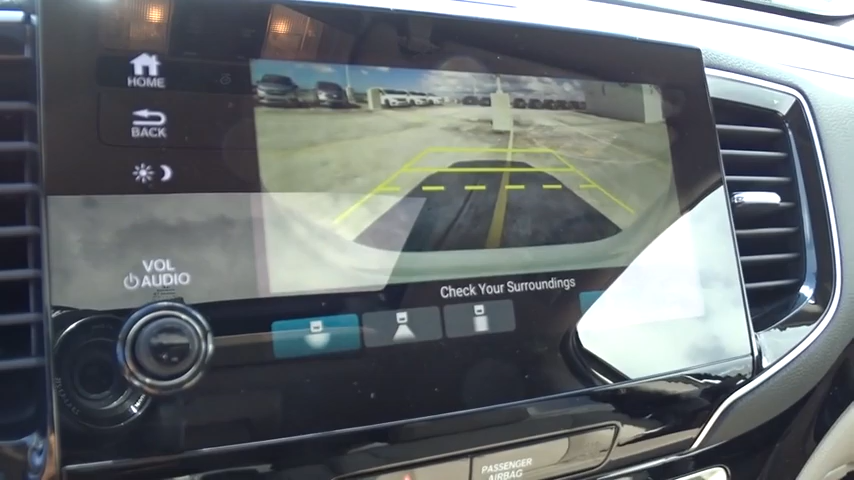 HOME
BACK
VOL
AUDIO
Check Your Surroundings
PASSENGER
AIRBAG